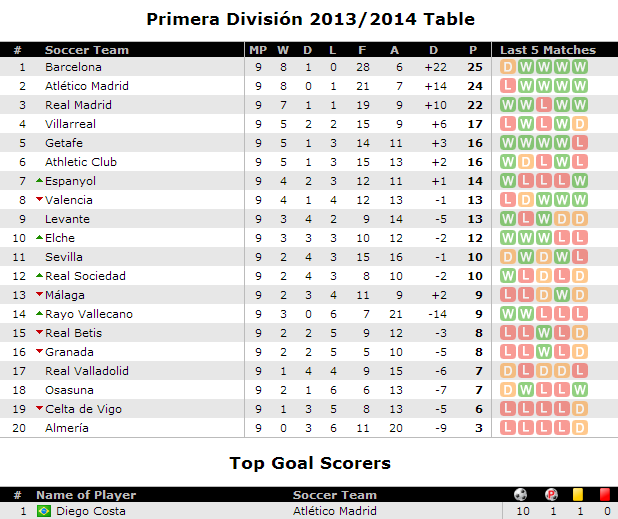 Primera División 2013/2014 Table
# Soccer Team MP W D L F A D P Last 5 Matches
1 Barcelona 9 8 1 0 28 6 +22 25 D W W W W
2 Atlético Madrid 9 8 0 1 21 7 +14 24 L W W W W
3 Real Madrid 9 7 1 1 19 9 +10 22 W W L W W
4 Villarreal 9 5 2 2 15 9 +6 17 L W L W D
5 Getafe 9 5 1 3 14 11 +3 16 W W W W L
6 Athletic Club 9 5 1 3 15 13 +2 16 W D L W L
7 Espanyol 9 4 2 3 12 11 +1 14 W L L L W
8 Valencia 9 4 1 4 12 13 -1 13 L D W W W
9 Levante 9 3 4 2 9 14 -5 13 W L W D D
10 Elche 9 3 3 3 10 12 -2 12 W W W L L
11 Sevilla 9 2 4 3 15 16 -1 10 D W D W L
12 Real Sociedad 9 2 4 3 8 10 -2 10 W L D L D
13 Málaga 9 2 3 4 11 9 +2 9 L L D W D
14 Rayo Vallecano 9 3 0 6 7 21 -14 9 W W L L L
15 Real Betis 9 2 2 5 9 12 -3 8 L L W L D
16 Granada 9 2 2 5 5 10 -5 8 L L W L D
17 Real Valladolid 9 1 4 4 9 15 -6 7 D L D D L
18 Osasuna 9 2 1 6 6 13 -7 7 D W L L W
19 Celta de Vigo 9 1 3 5 8 13 -5 6 L L L L D
20 Almería 9 0 3 6 11 20 -9 3 L L L L D
Top Goal Scorers
# Name of Player Soccer Team P
1 Diego Costa Atlético Madrid 10 1 1 0